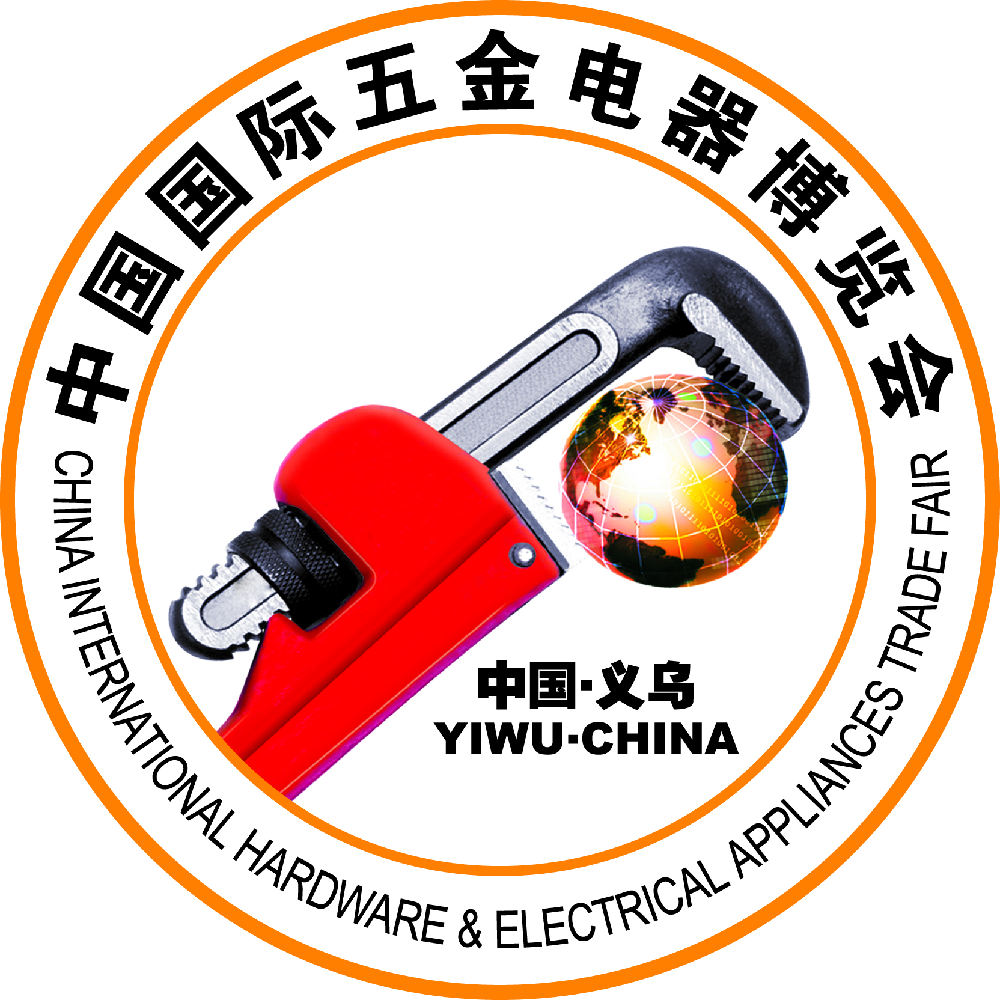 中国国际五金电器博览会
中国·义乌
YIWU·CHINA
CHINA INTERNATIONAL HARDWARE & ELECTRICAL APPLIANCES TRADE FAIR